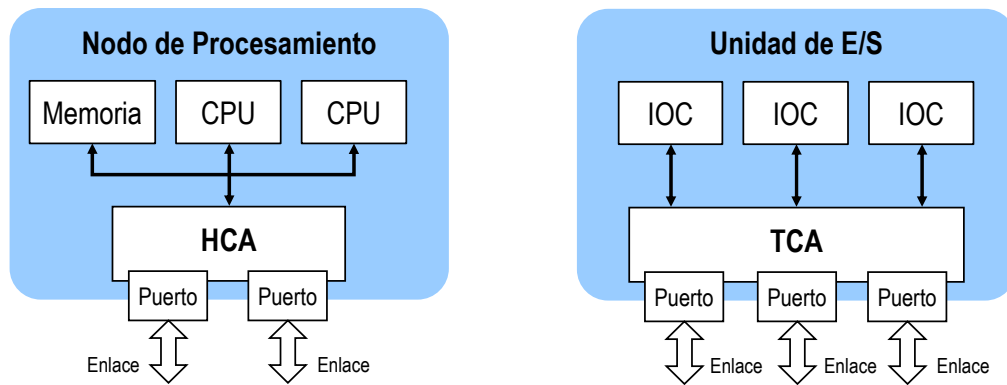 Nodo de Procesamiento
Memoria
CPU
CPU
HCA
Puerto
Puerto
Enlace
Enlace
Unidad de E/S
IOC
IOC
IOC
TCA
Puerto
Puerto
Puerto
Enlace
Enlace
Enlace